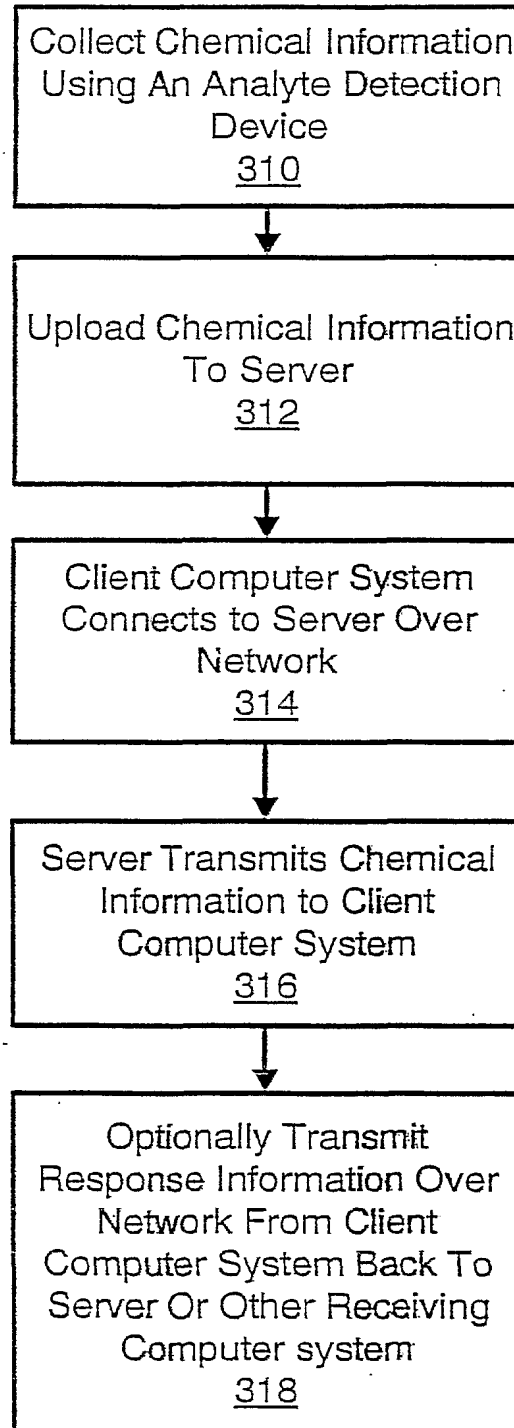 Collect Chemical Information
Using An Analyte Detection
Device
310
Upload Chemical Information
To Server
312
Client Computer System
Connects to Server Over
Network
314
Server Transmits Chemical
Information to Client
Computer System
316
Optionally Transmit
Response Information Over
Network From Client
Computer System Back To
Server Or Other Receiving
Computer system
318